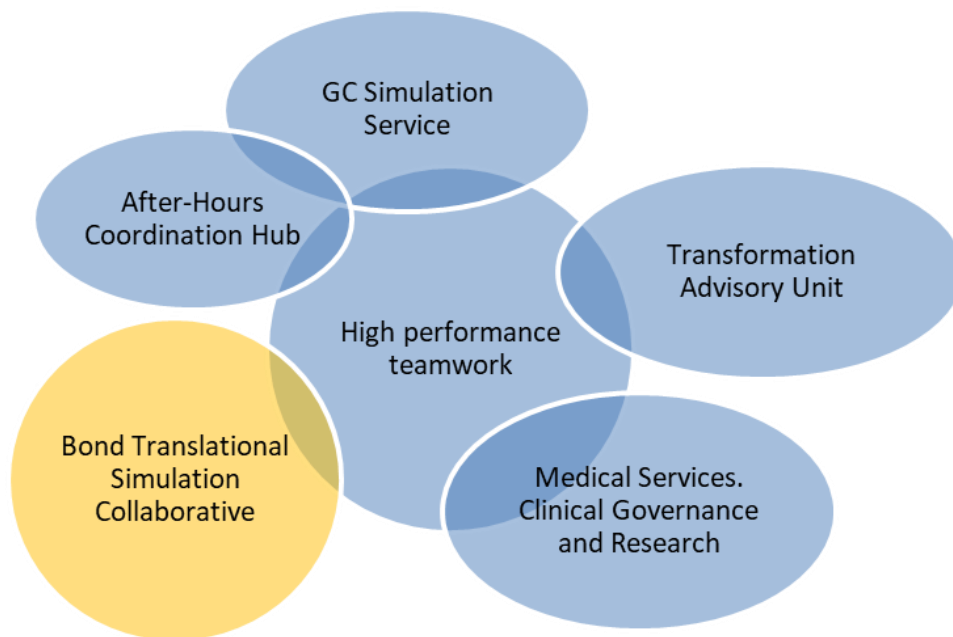 GC Simulation
Service
After-Hours
Coordination Hub
Transformation
Advisory Unit
High performance
teamwork
Bond Translational
Simulation
Collaborative
Medical Services.
Clinical Governance
and Research